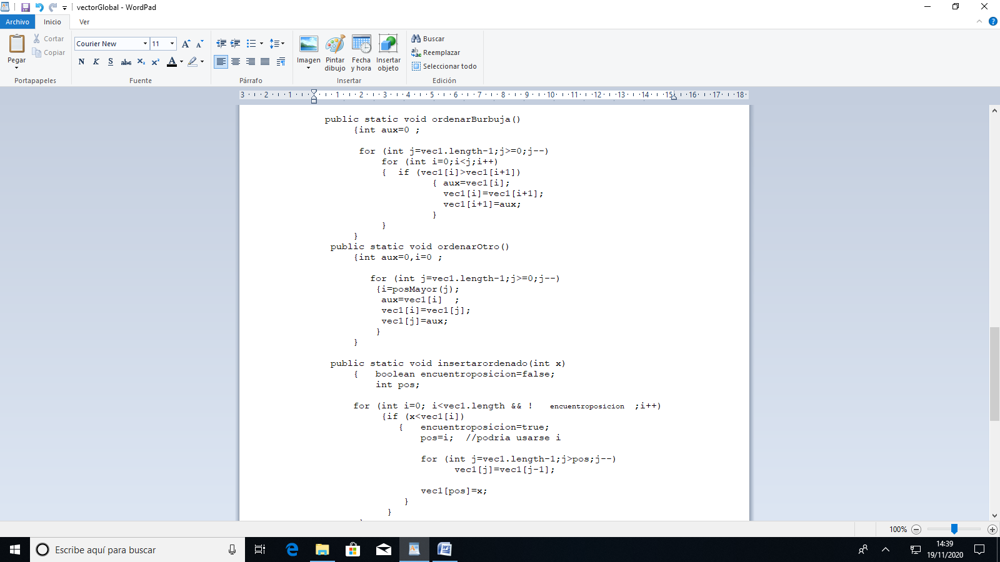 vectorGlobal - WordPad
Archivo Inicio Ver
Pegar
Cortar
Copiar
Portapapeles
Courier New 11
N K S abc X₂ X² A
Fuente
Párrafo
Imagen
Pintar dibujo
Fecha y hora
Insertar objeto
Insertar
Buscar
Reemplazar
Seleccionar todo
Edición
3 2 1 1 2 3 4 5 6 7 8 9 10 11 12 13 14 15 16 17 18
public static void ordenarBurbuja()
{int aux=0 ;
for (int j=vec1.length-1;j>=0;j--)
for (int i=0;i<j;i++)
{ if (vec1[i]>vec1[i+1])
{ aux=vec1[i];
vec1[i]=vec1[i+1];
vec1[i+1]=aux;
}
}
}
public static void ordenarOtro()
{int aux=0,i=0 ;
for (int j=vec1.length-1;j>=0;j--)
{i=posMayor(j);
aux=vec1[i] ;
vec1[i]=vec1[j];
vec1[j]=aux;
}
}
public static void insertarordenado(int x)
{ boolean encuentroposicion=false;
int pos;
for (int i=0; i<vec1.length && ! encuentroposicion ;i++)
{if (x<vec1[i])
{ encuentroposicion=true;
pos=i; //podria usarse i
for (int j=vec1.length-1;j>pos;j--)
vec1[j]=vec1[j-1];
vec1[pos]=x;
}
}
100%
Escribe aquí para buscar
14:39
19/11/2020